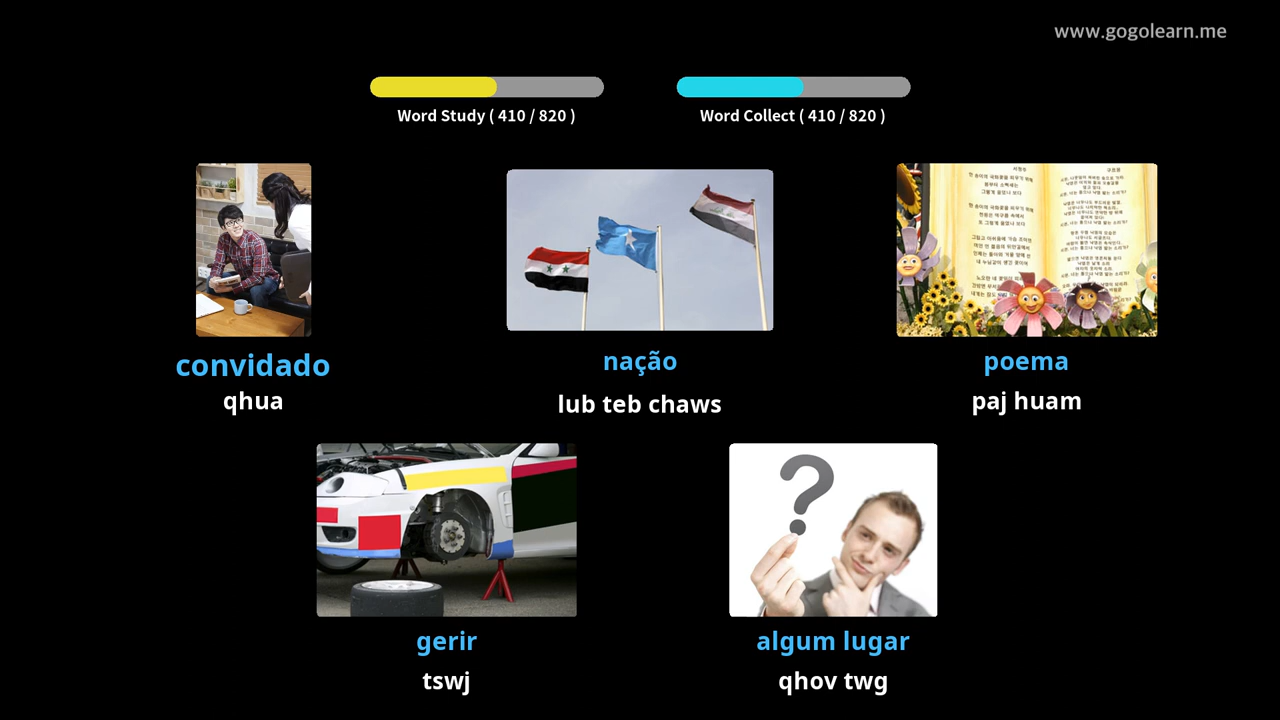 www.gogolearn.me
Word Study ( 410 / 820 )
Word Collect ( 410 / 820 )
convidado
qhua
nação
lub teb chaws
poema
paj huam
gerir
tswj
algum lugar
qhov twg